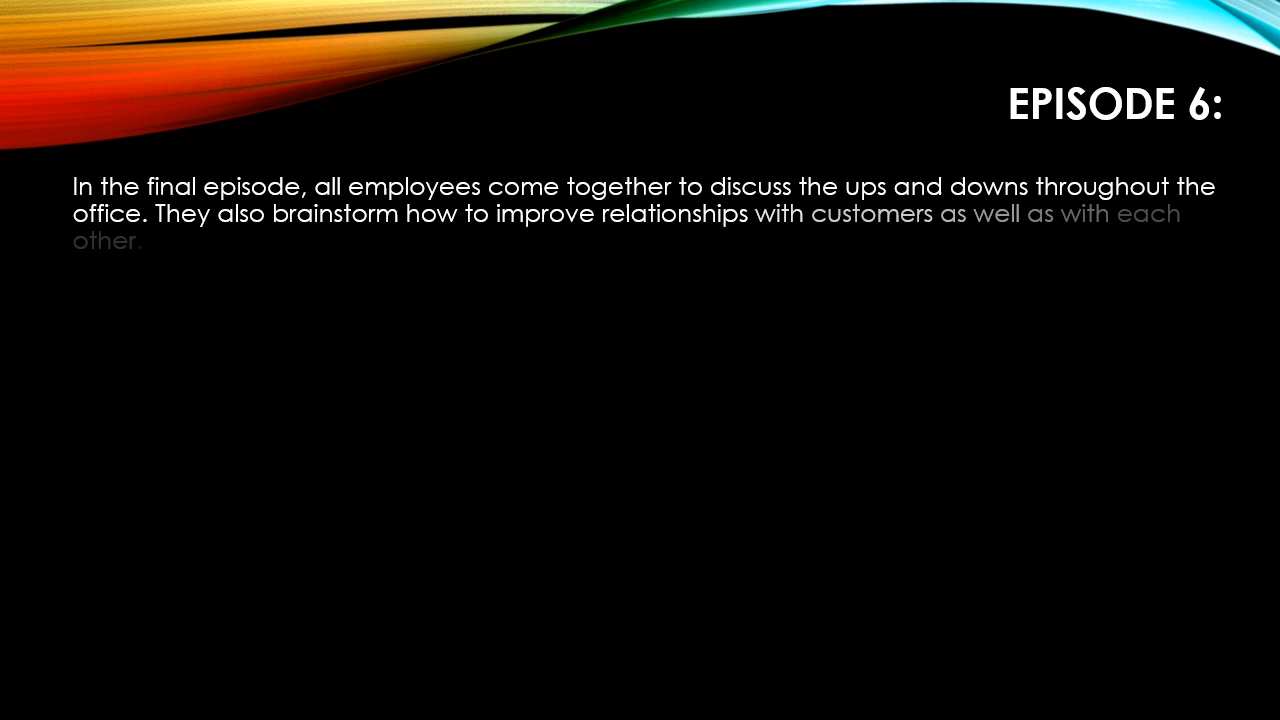 EPISODE 6:
In the final episode, all employees come together to discuss the ups and downs throughout the
office. They also brainstorm how to improve relationships with customers as well as with each
other.